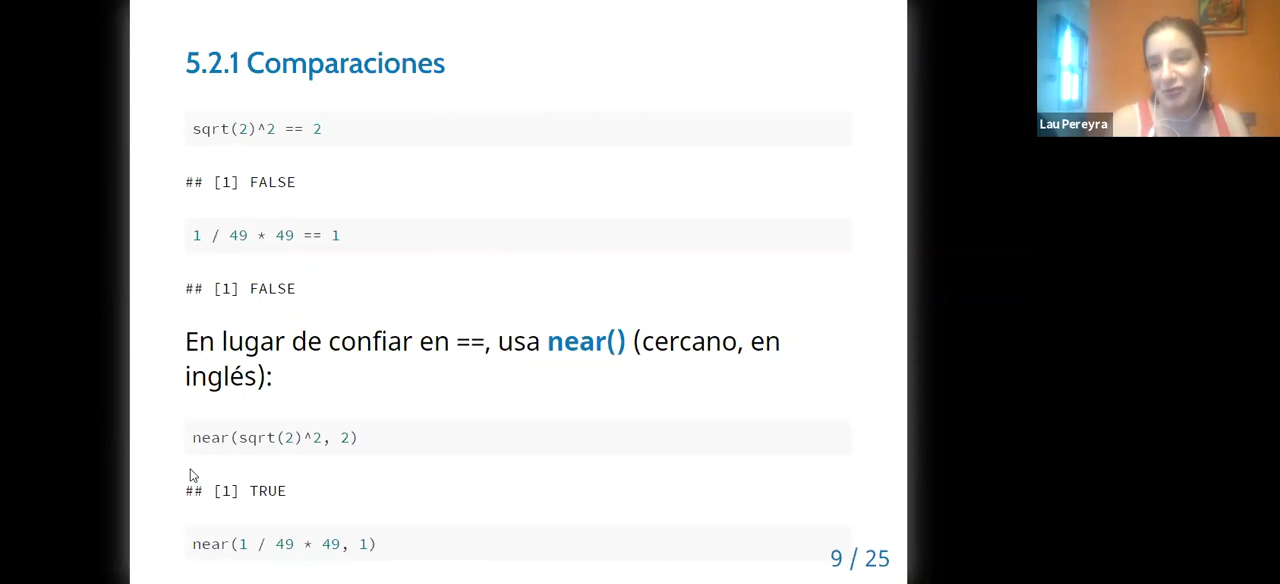 5.2.1 Comparaciones
sqrt(2)^2 == 2
## [1] FALSE
1 / 49 * 49 == 1
## [1] FALSE
En lugar de confiar en ==, usa near() (cercano, en
inglés):
near(sqrt(2)^2, 2)
## [1] TRUE
near(1 / 49 * 49, 1)
9 / 25
Lau Pereyra